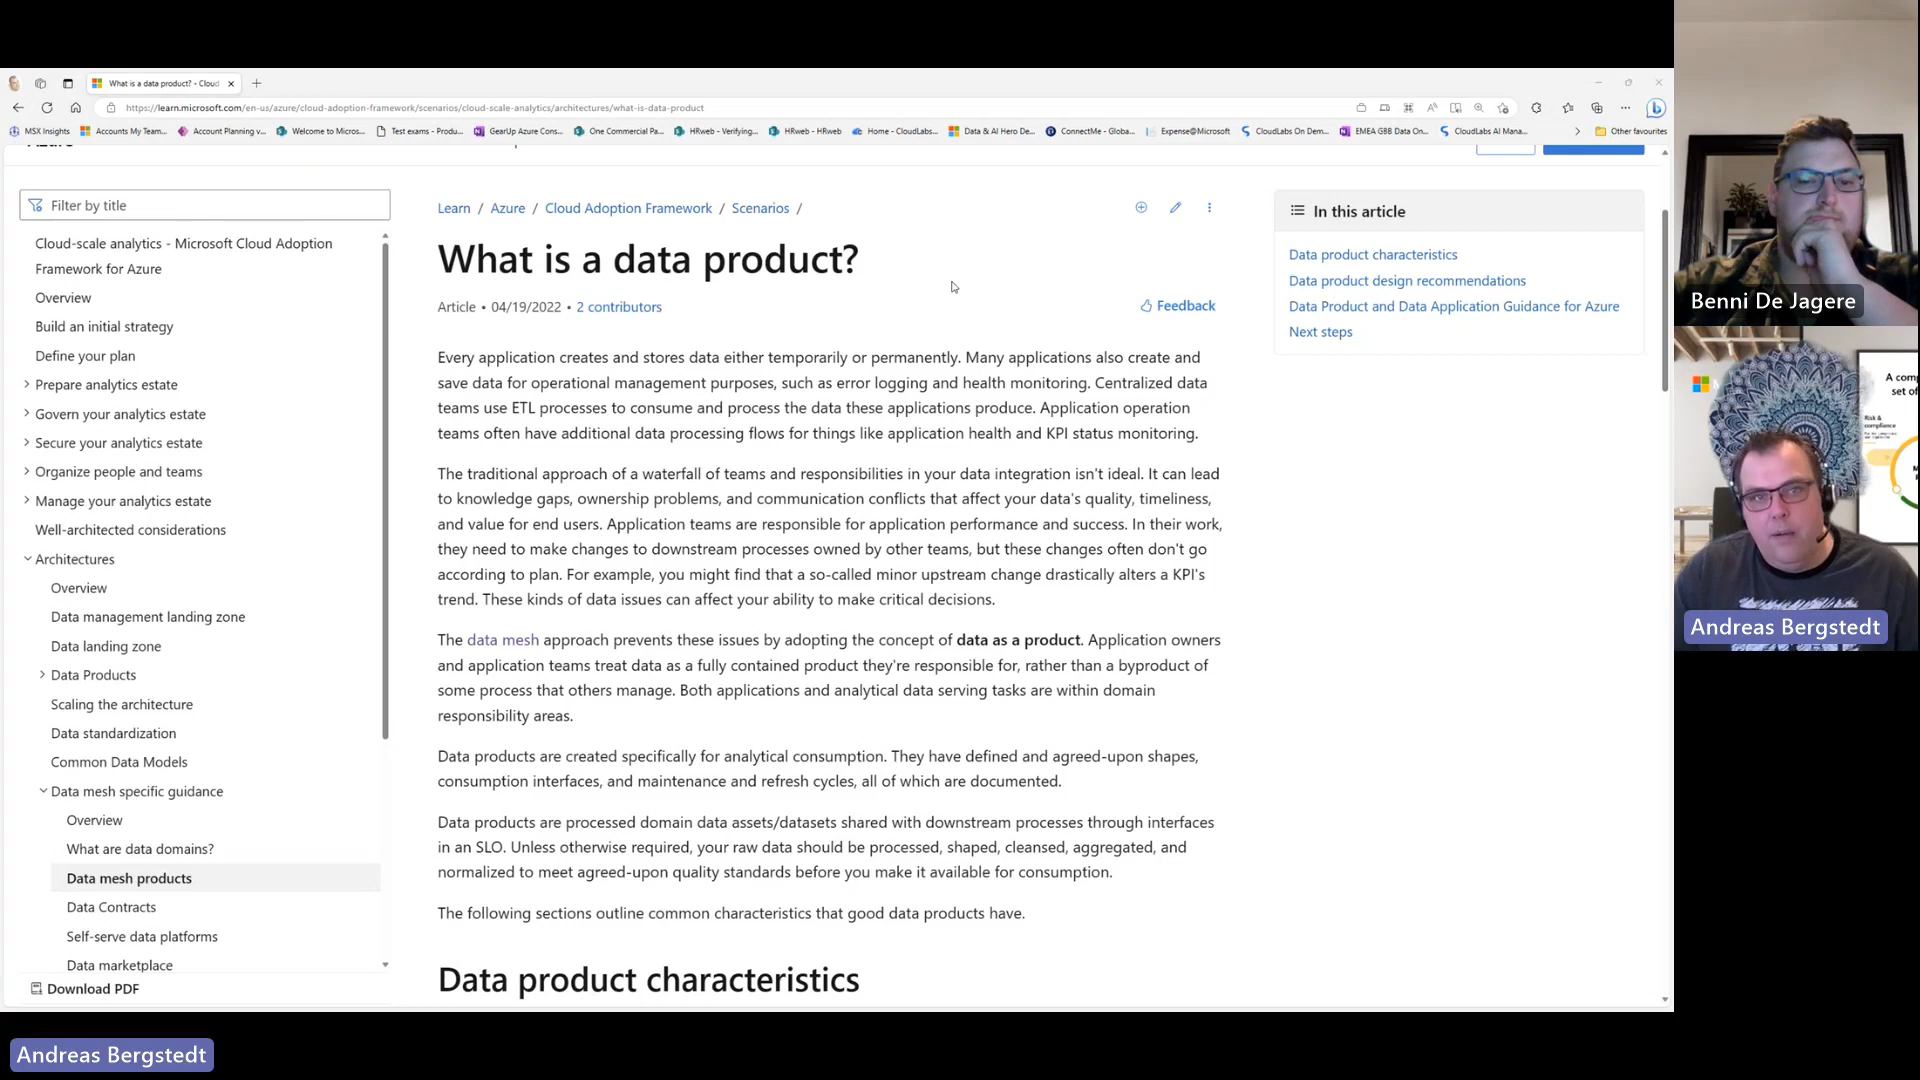 What is a data product? - Cloud
https://learn.microsoft.com/en-us/azure/cloud-adoption-framework/scenarios/cloud-scale-analytics/architectures/what-is-data-product
MSX Insights
Accounts My Team...
Account Planning v...
Welcome to Micros...
Test exams - Produ...
GearUp Azure Cons...
One Commercial Pa...
HRweb - Verifying...
HRweb - HRweb
Home - CloudLabs...
Data & AI Hero De...
ConnectMe - Globa...
Expense@Microsoft
CloudLabs On Dem...
EMEA GBB Data On...
CloudLabs AI Mana...
Other favourites
Filter by title
Cloud-scale analytics - Microsoft Cloud Adoption
Framework for Azure
Overview
Build an initial strategy
Define your plan
Prepare analytics estate
Govern your analytics estate
Secure your analytics estate
Organize people and teams
Manage your analytics estate
Well-architected considerations
Architectures
Overview
Data management landing zone
Data landing zone
Data Products
Scaling the architecture
Data standardization
Common Data Models
Data mesh specific guidance
Overview
What are data domains?
Data mesh products
Data Contracts
Self-serve data platforms
Data marketplace
Download PDF
Learn / Azure / Cloud Adoption Framework / Scenarios /
What is a data product?
Article • 04/19/2022 • 2 contributors
Feedback
Every application creates and stores data either temporarily or permanently. Many applications also create and
save data for operational management purposes, such as error logging and health monitoring. Centralized data
teams use ETL processes to consume and process the data these applications produce. Application operation
teams often have additional data processing flows for things like application health and KPI status monitoring.
The traditional approach of a waterfall of teams and responsibilities in your data integration isn't ideal. It can lead
to knowledge gaps, ownership problems, and communication conflicts that affect your data's quality, timeliness,
and value for end users. Application teams are responsible for application performance and success. In their work,
they need to make changes to downstream processes owned by other teams, but these changes often don't go
according to plan. For example, you might find that a so-called minor upstream change drastically alters a KPI's
trend. These kinds of data issues can affect your ability to make critical decisions.
The data mesh approach prevents these issues by adopting the concept of data as a product. Application owners
and application teams treat data as a fully contained product they're responsible for, rather than a byproduct of
some process that others manage. Both applications and analytical data serving tasks are within domain
responsibility areas.
Data products are created specifically for analytical consumption. They have defined and agreed-upon shapes,
consumption interfaces, and maintenance and refresh cycles, all of which are documented.
Data products are processed domain data assets/datasets shared with downstream processes through interfaces
in an SLO. Unless otherwise required, your raw data should be processed, shaped, cleansed, aggregated, and
normalized to meet agreed-upon quality standards before you make it available for consumption.
The following sections outline common characteristics that good data products have.
Data product characteristics
In this article
Data product characteristics
Data product design recommendations
Data Product and Data Application Guidance for Azure
Next steps
Benni De Jagere
A com
set of
Risk &
compliance
Andreas Bergstedt
Andreas Bergstedt